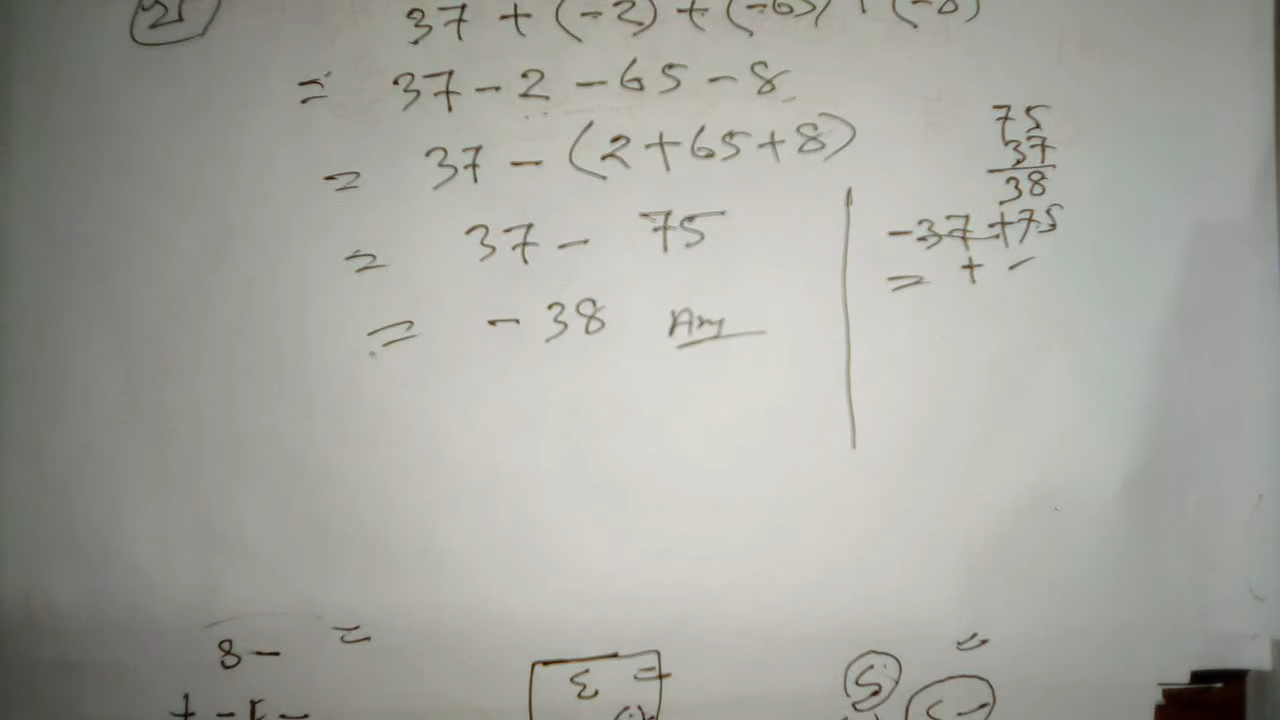 37 + (-2) + (-65) + (-8)
= 37 - 2 - 65 - 8
= 37 - (2+65+8)
= 37 - 75
= - 38 Ans
75
37
38
-37 +75
= + -